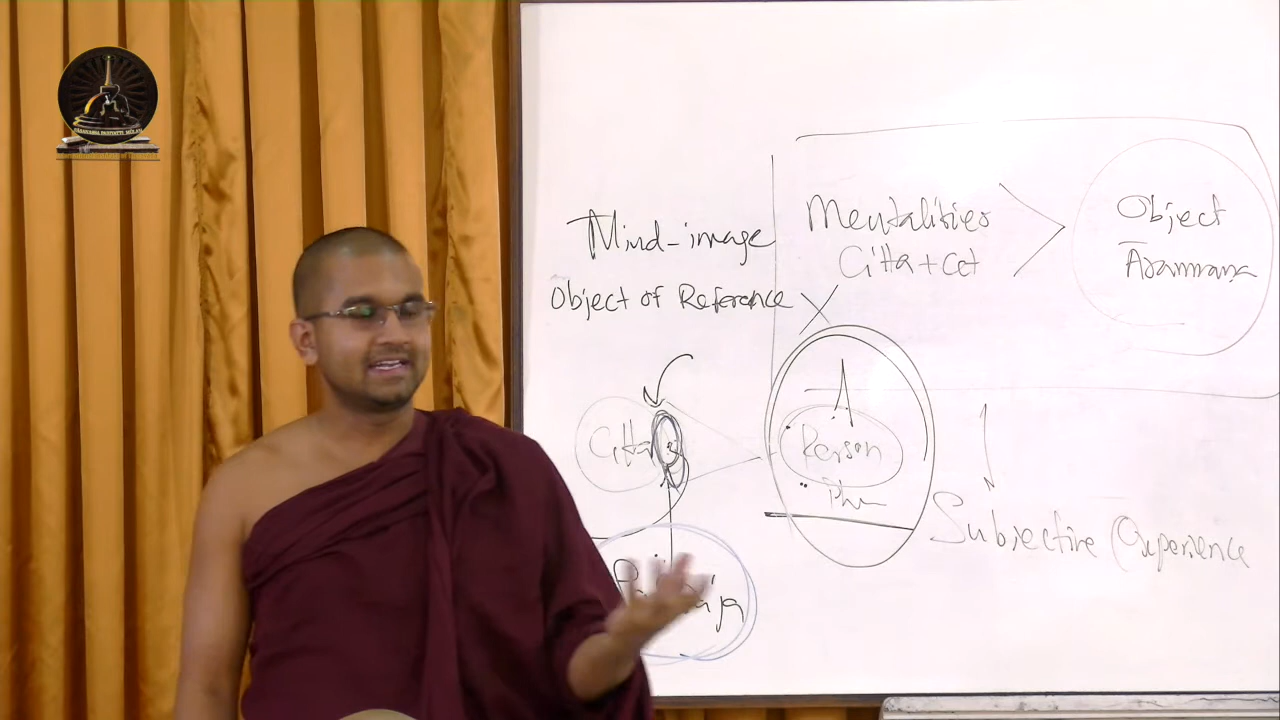 Mind-image
Object of Reference
Mentalities
Citta + Cet
Object
Ārammaṇa
Citta
A
Person
Subjective Experience